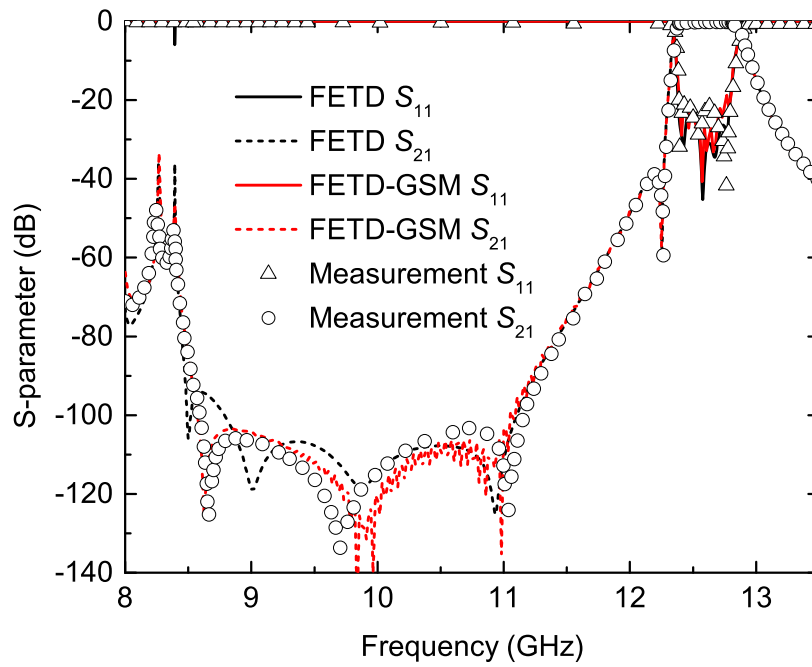 0
-20
-40
-60
-80
-100
-120
-140
S-parameter (dB)
FETD S11
FETD S21
FETD-GSM S11
FETD-GSM S21
Measurement S11
Measurement S21
8 9 10 11 12 13
Frequency (GHz)